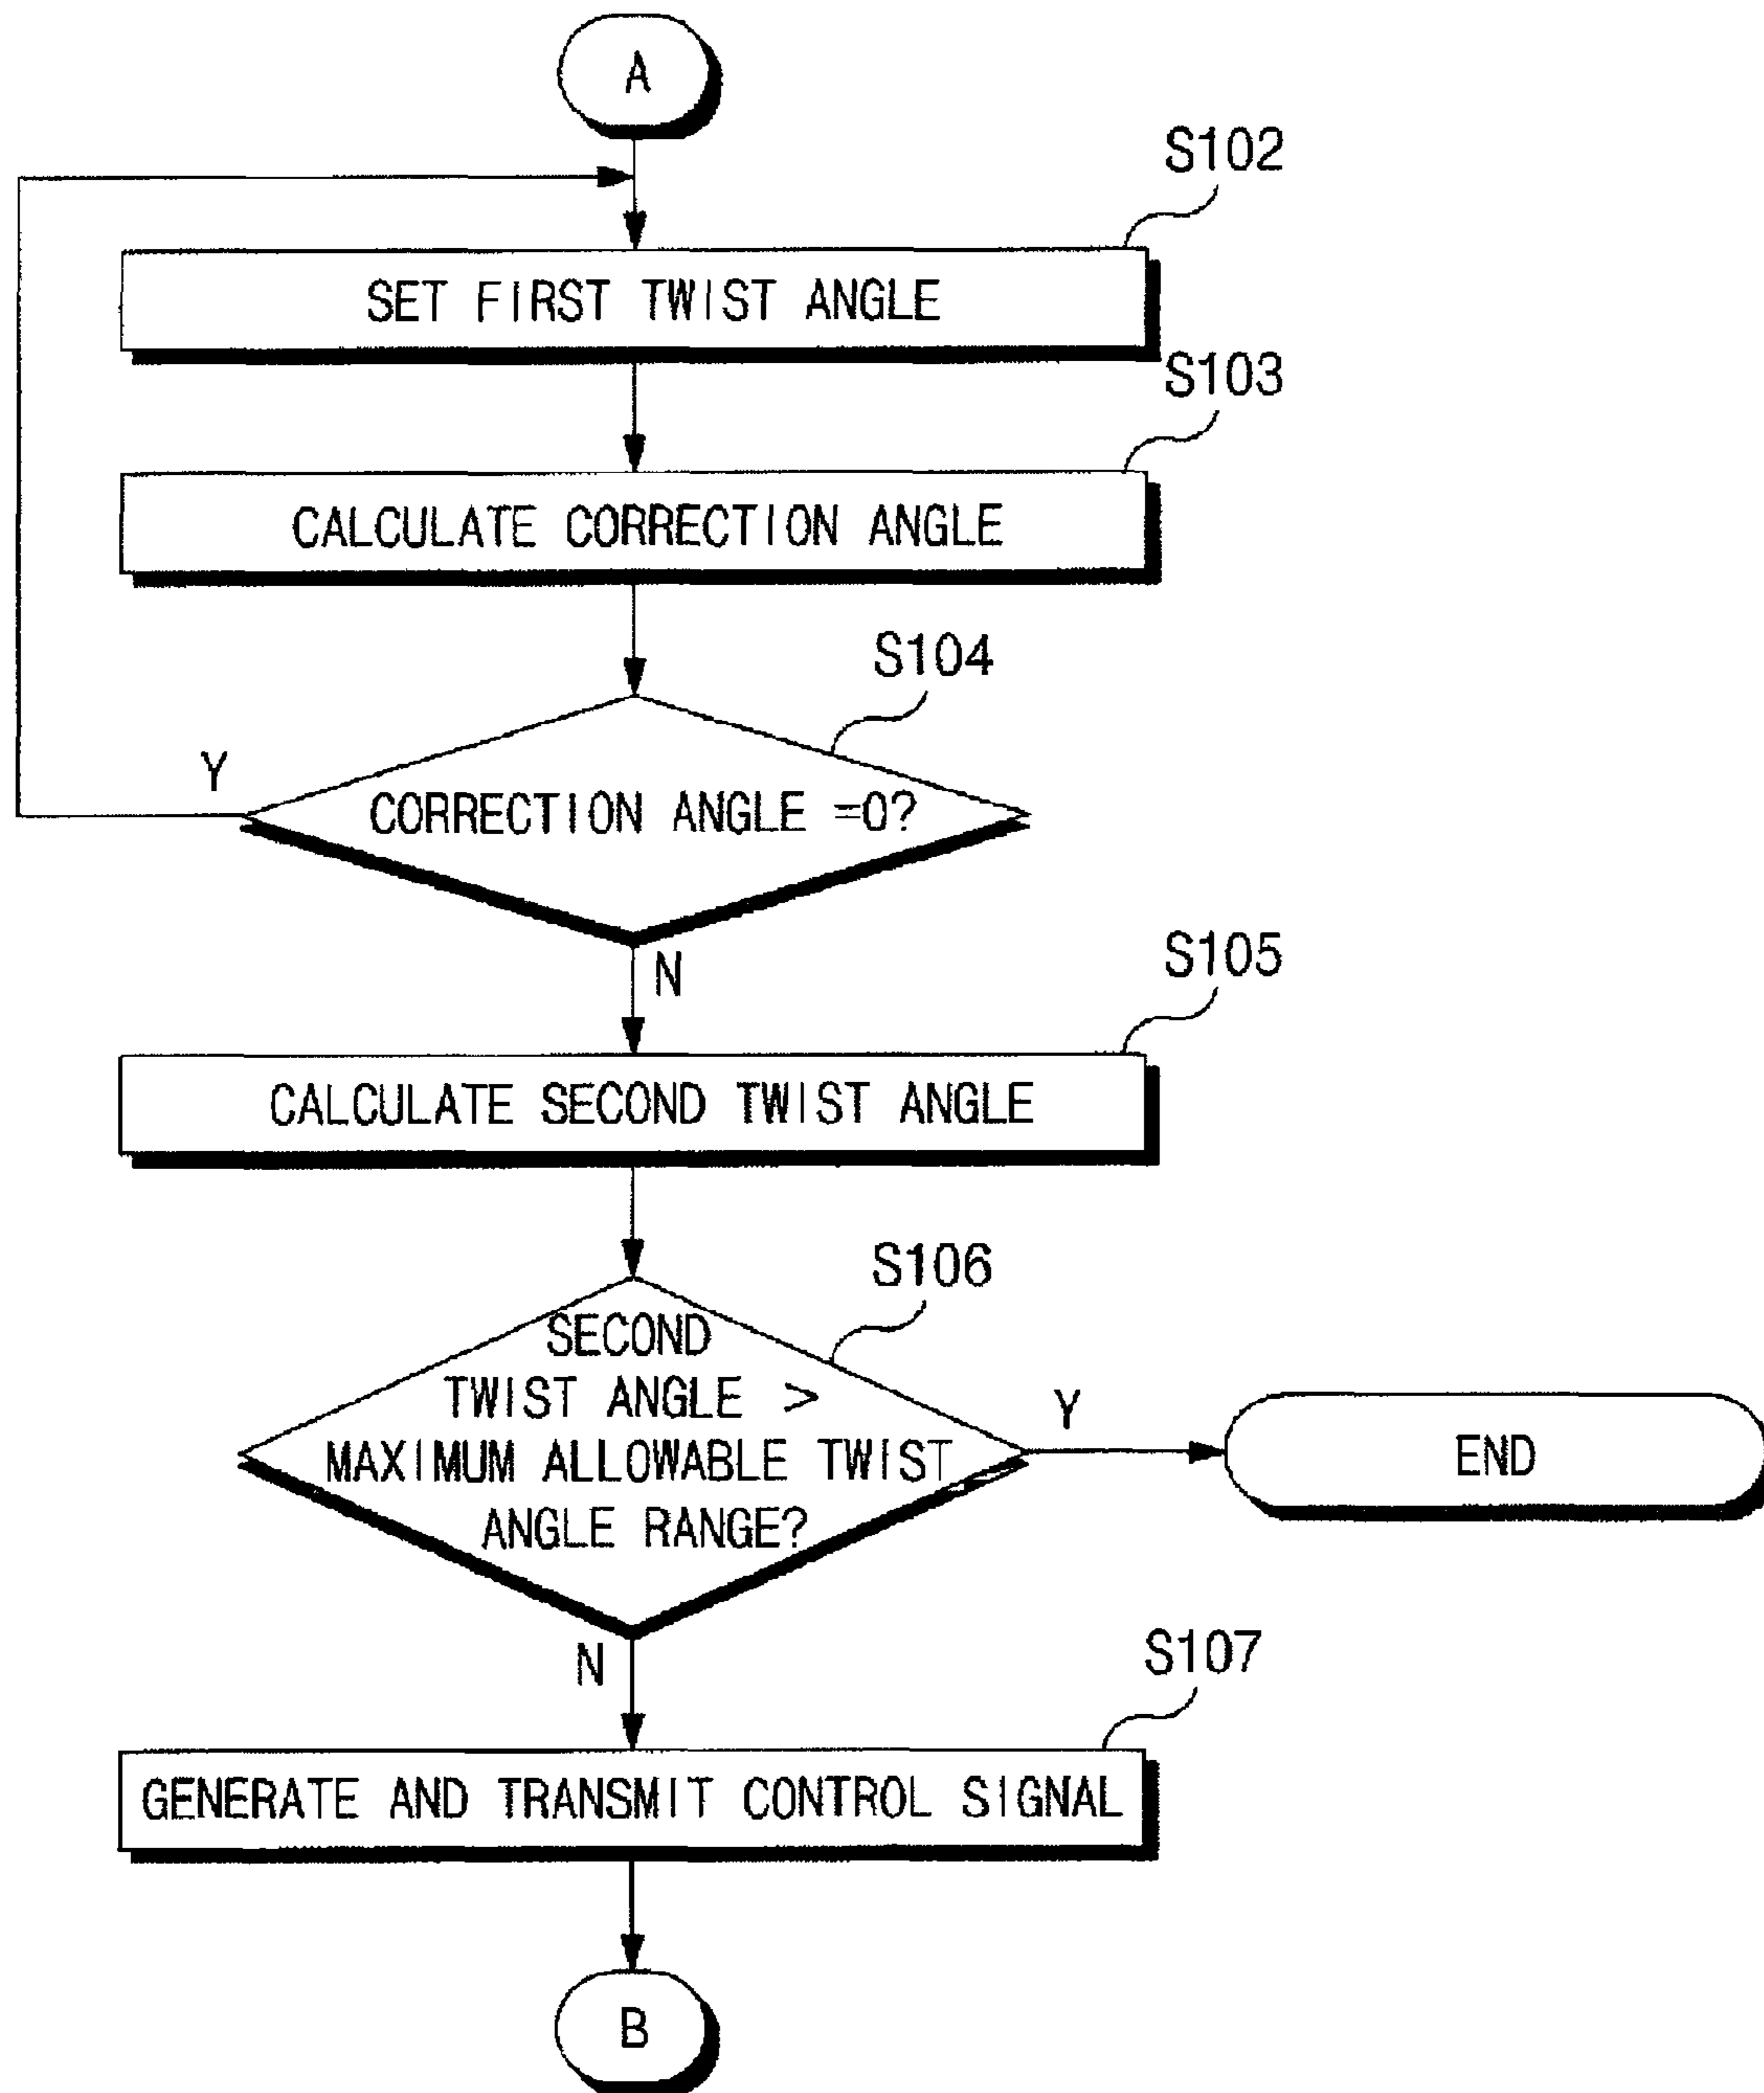 A
S102
SET FIRST TWIST ANGLE
S103
CALCULATE CORRECTION ANGLE
S104
Y
CORRECTION ANGLE =0?
N
S105
CALCULATE SECOND TWIST ANGLE
S106
SECOND
TWIST ANGLE >
MAXIMUM ALLOWABLE TWIST
ANGLE RANGE?
Y
END
N
S107
GENERATE AND TRANSMIT CONTROL SIGNAL
B